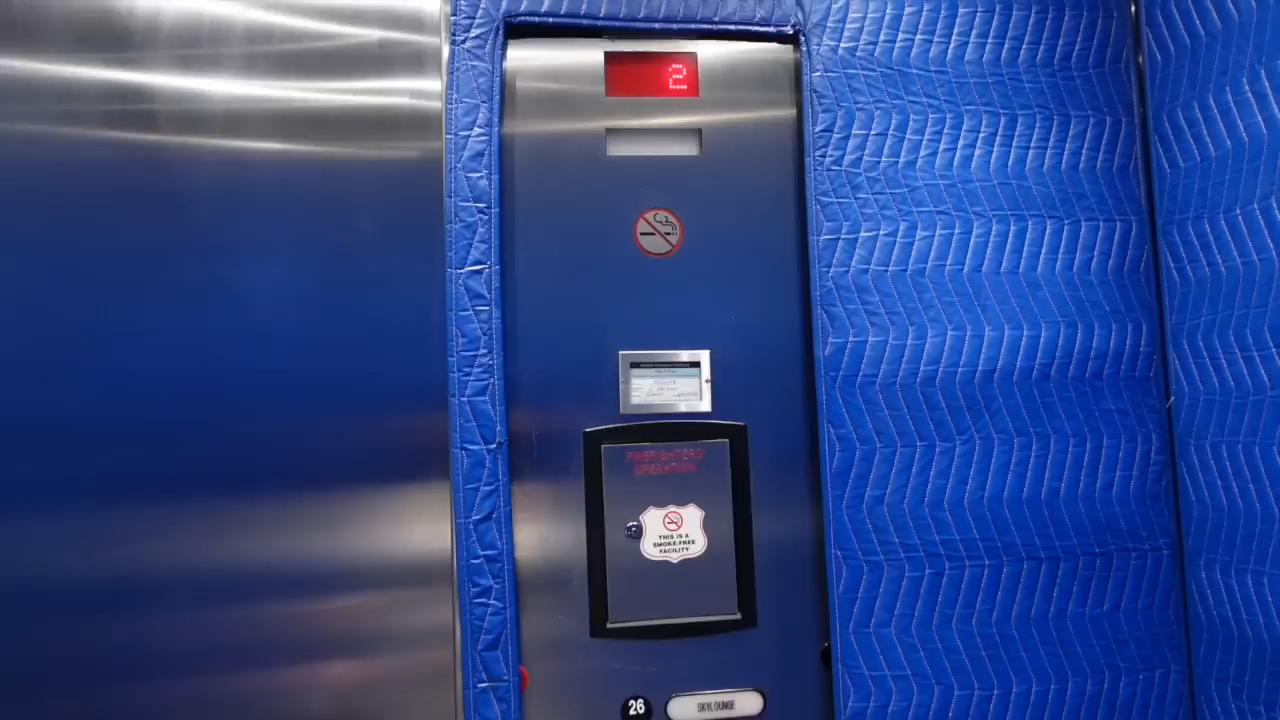 2
FIREFIGHTERS'
OPERATION
THIS IS A
SMOKE-FREE
FACILITY
26
SKYLOUNGE